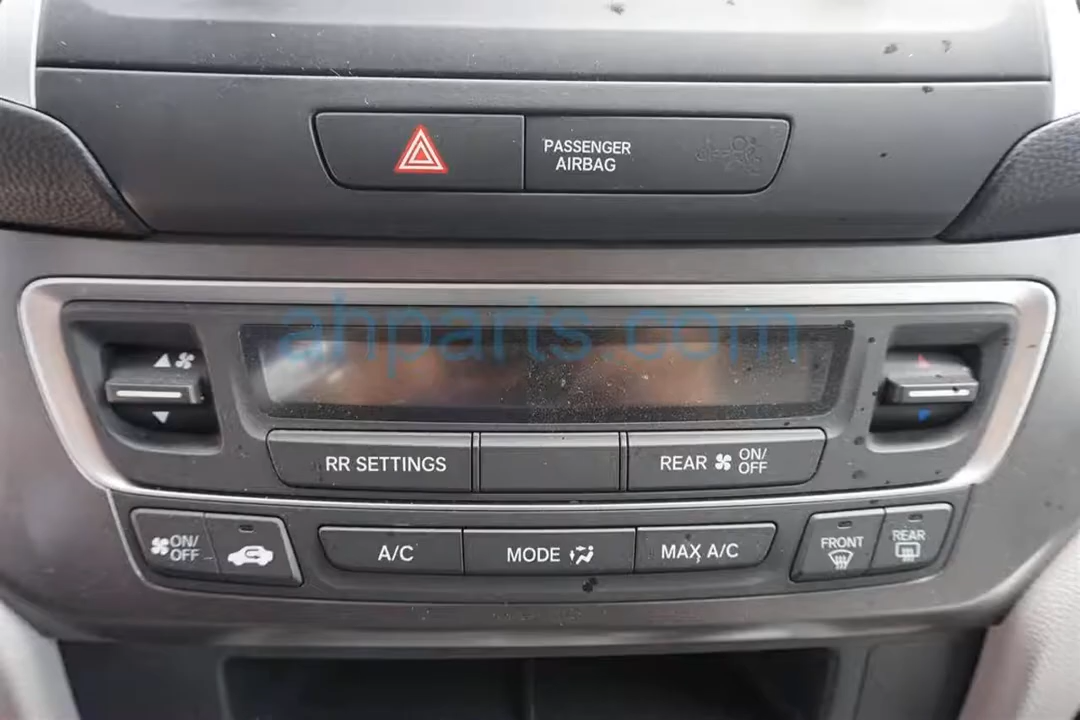 PASSENGER
AIRBAG
ahparts.com
RR SETTINGS
REAR ON/
OFF
ON/
OFF
A/C
MODE
MAX A/C
FRONT
REAR